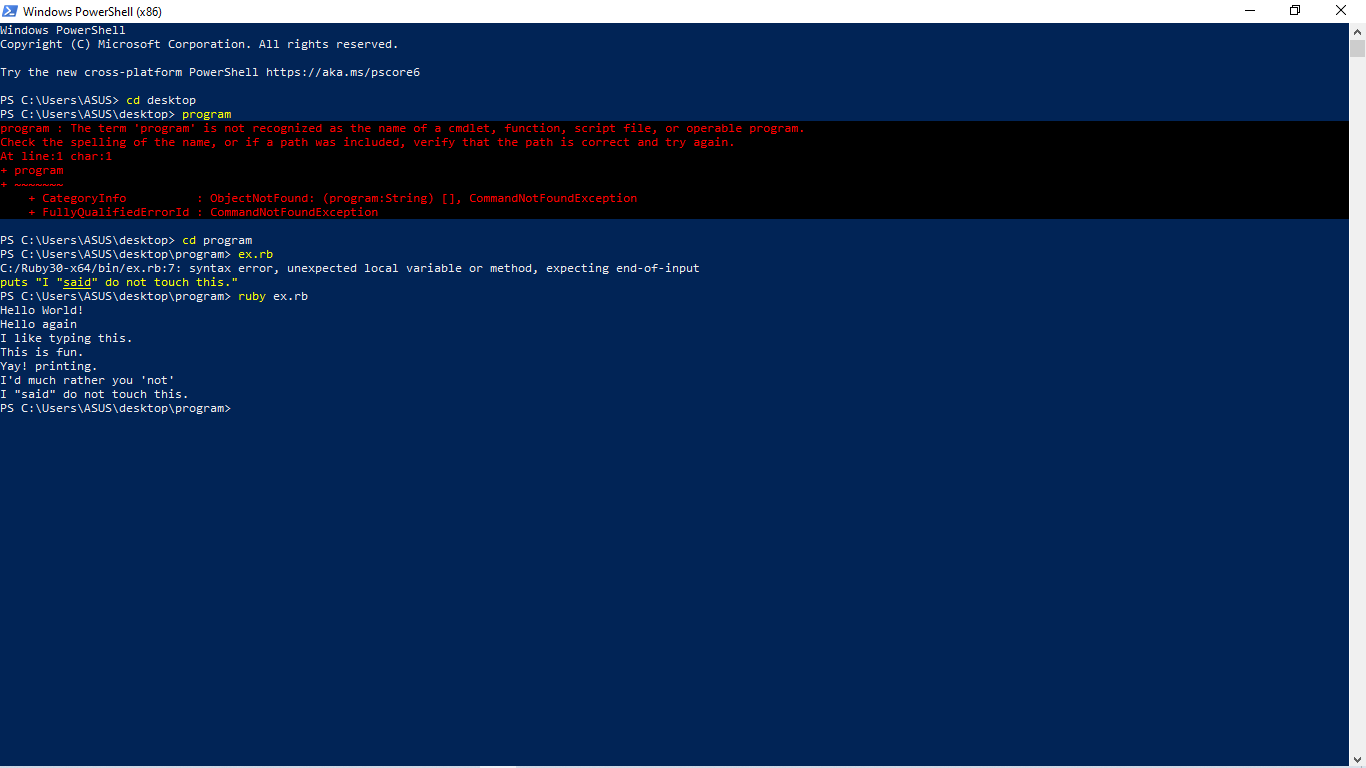 Windows PowerShell (x86)
Windows PowerShell
Copyright (C) Microsoft Corporation. All rights reserved.
Try the new cross-platform PowerShell https://aka.ms/pscore6
PS C:\Users\ASUS> cd desktop
PS C:\Users\ASUS\desktop> program
program : The term 'program' is not recognized as the name of a cmdlet, function, script file, or operable program.
Check the spelling of the name, or if a path was included, verify that the path is correct and try again.
At line:1 char:1
+ program
+ ~~~~~~~
    + CategoryInfo          : ObjectNotFound: (program:String) [], CommandNotFoundException
    + FullyQualifiedErrorId : CommandNotFoundException
PS C:\Users\ASUS\desktop> cd program
PS C:\Users\ASUS\desktop\program> ex.rb
C:/Ruby30-x64/bin/ex.rb:7: syntax error, unexpected local variable or method, expecting end-of-input
puts "I "said" do not touch this."
PS C:\Users\ASUS\desktop\program> ruby ex.rb
Hello World!
Hello again
I like typing this.
This is fun.
Yay! printing.
I'd much rather you 'not'
I "said" do not touch this.
PS C:\Users\ASUS\desktop\program>